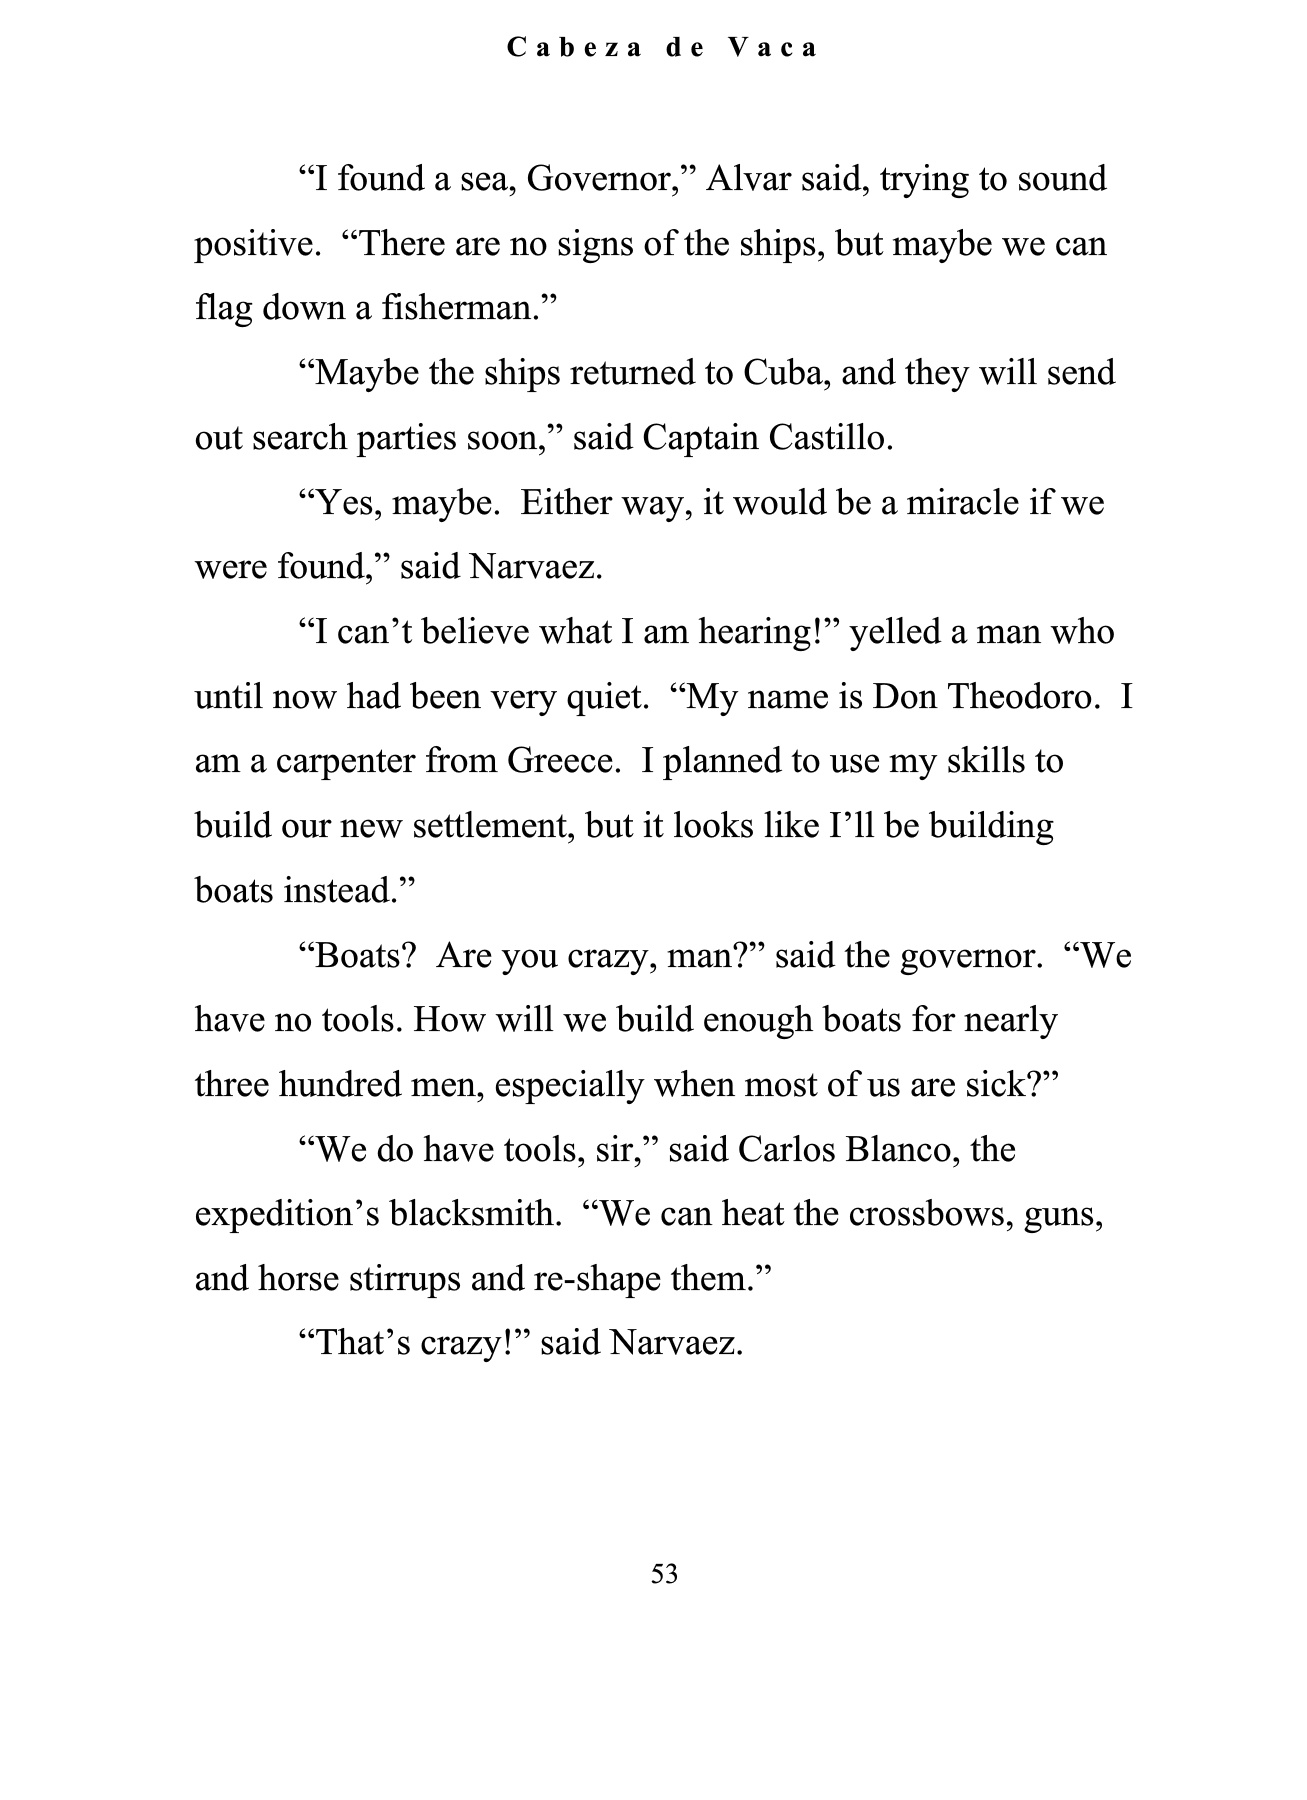 Cabeza de Vaca
“I found a sea, Governor,” Alvar said, trying to sound
positive.  “There are no signs of the ships, but maybe we can
flag down a fisherman.”
“Maybe the ships returned to Cuba, and they will send
out search parties soon,” said Captain Castillo.
“Yes, maybe.  Either way, it would be a miracle if we
were found,” said Narvaez.
“I can’t believe what I am hearing!” yelled a man who
until now had been very quiet.  “My name is Don Theodoro.  I
am a carpenter from Greece.  I planned to use my skills to
build our new settlement, but it looks like I’ll be building
boats instead.”
“Boats?  Are you crazy, man?” said the governor.  “We
have no tools. How will we build enough boats for nearly
three hundred men, especially when most of us are sick?”
“We do have tools, sir,” said Carlos Blanco, the
expedition’s blacksmith.  “We can heat the crossbows, guns,
and horse stirrups and re-shape them.”
“That’s crazy!” said Narvaez.
53